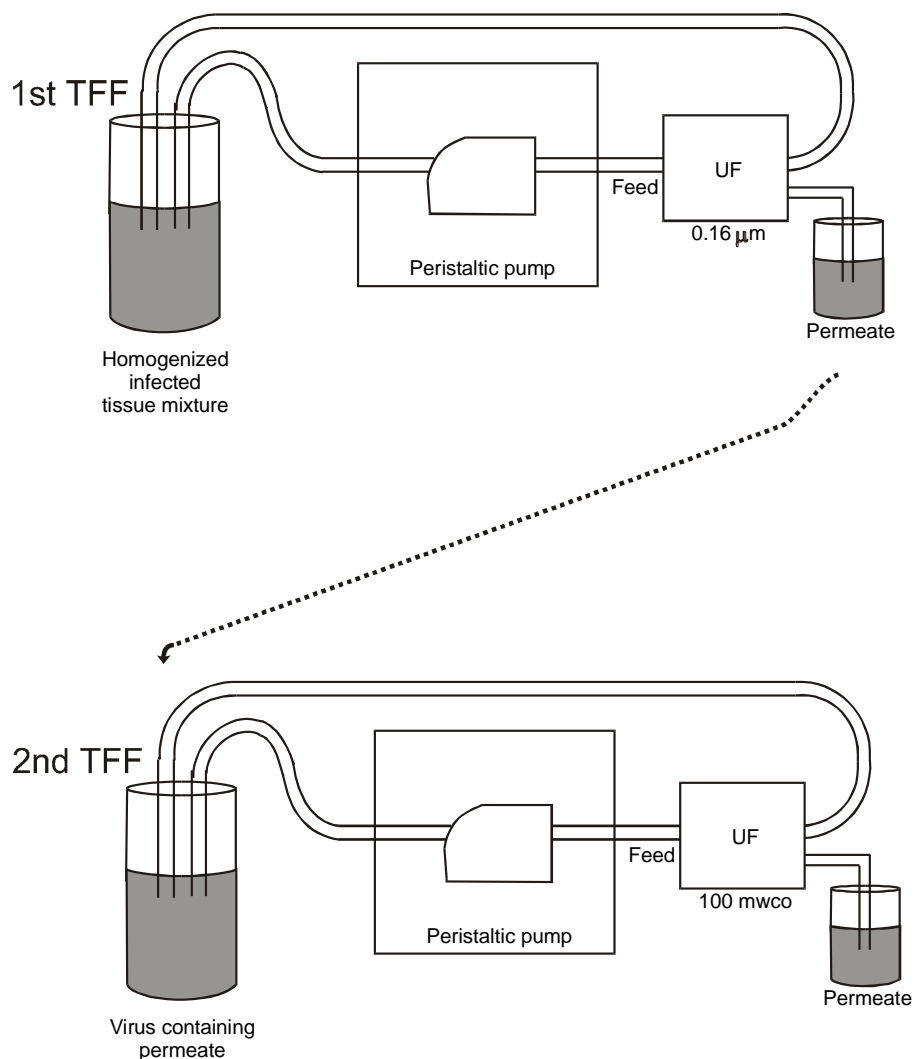 1st TFF
UF
Feed
0.16 μm
Peristaltic pump
Permeate
Homogenized
infected
tissue mixture
2nd TFF
UF
Feed
100 mwco
Peristaltic pump
Permeate
Virus containing
permeate